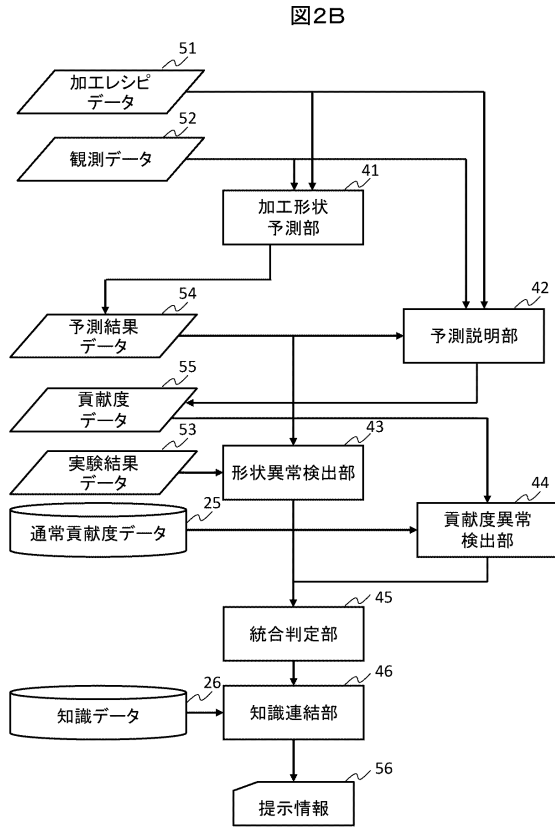 図2B
51
加工レシピ
データ
52
観測データ
41
加工形状
予測部
54
予測結果
データ
42
予測説明部
55
貢献度
データ
53
実験結果
データ
43
形状異常検出部
25
通常貢献度データ
44
貢献度異常
検出部
45
統合判定部
46
26
知識データ
知識連結部
56
提示情報